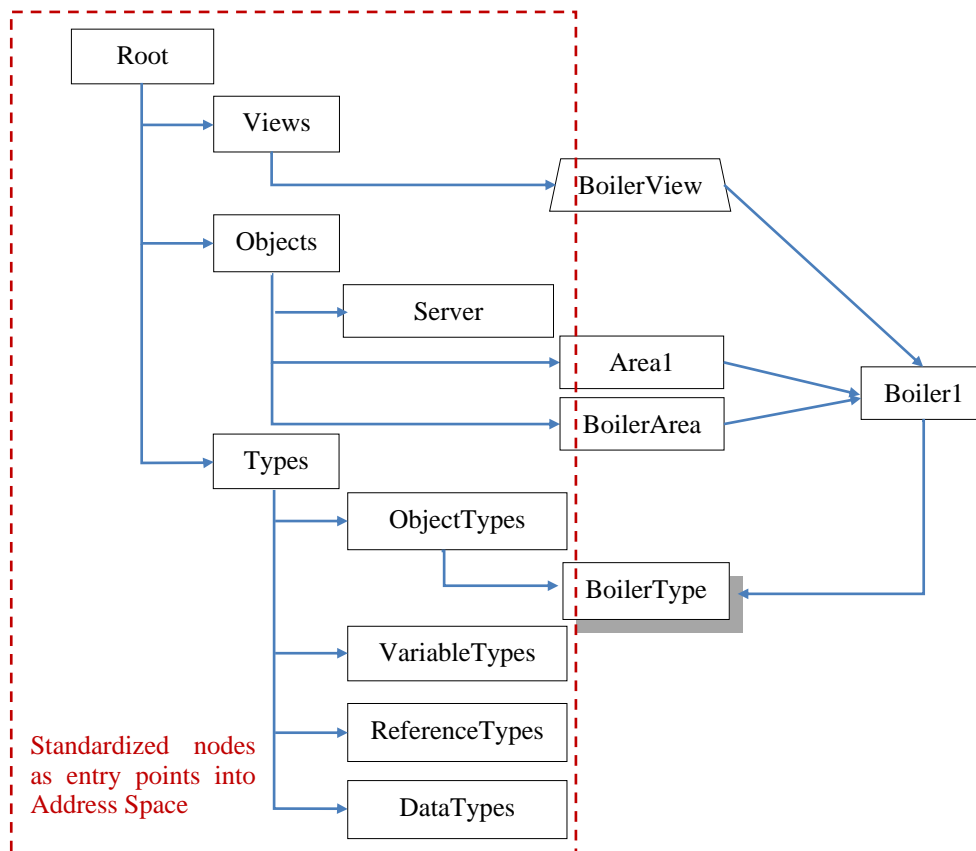 Root
Views
BoilerView
Objects
Server
Area1
Boiler1
BoilerArea
Types
ObjectTypes
BoilerType
VariableTypes
ReferenceTypes
Standardized nodes
as entry points into
Address Space
DataTypes